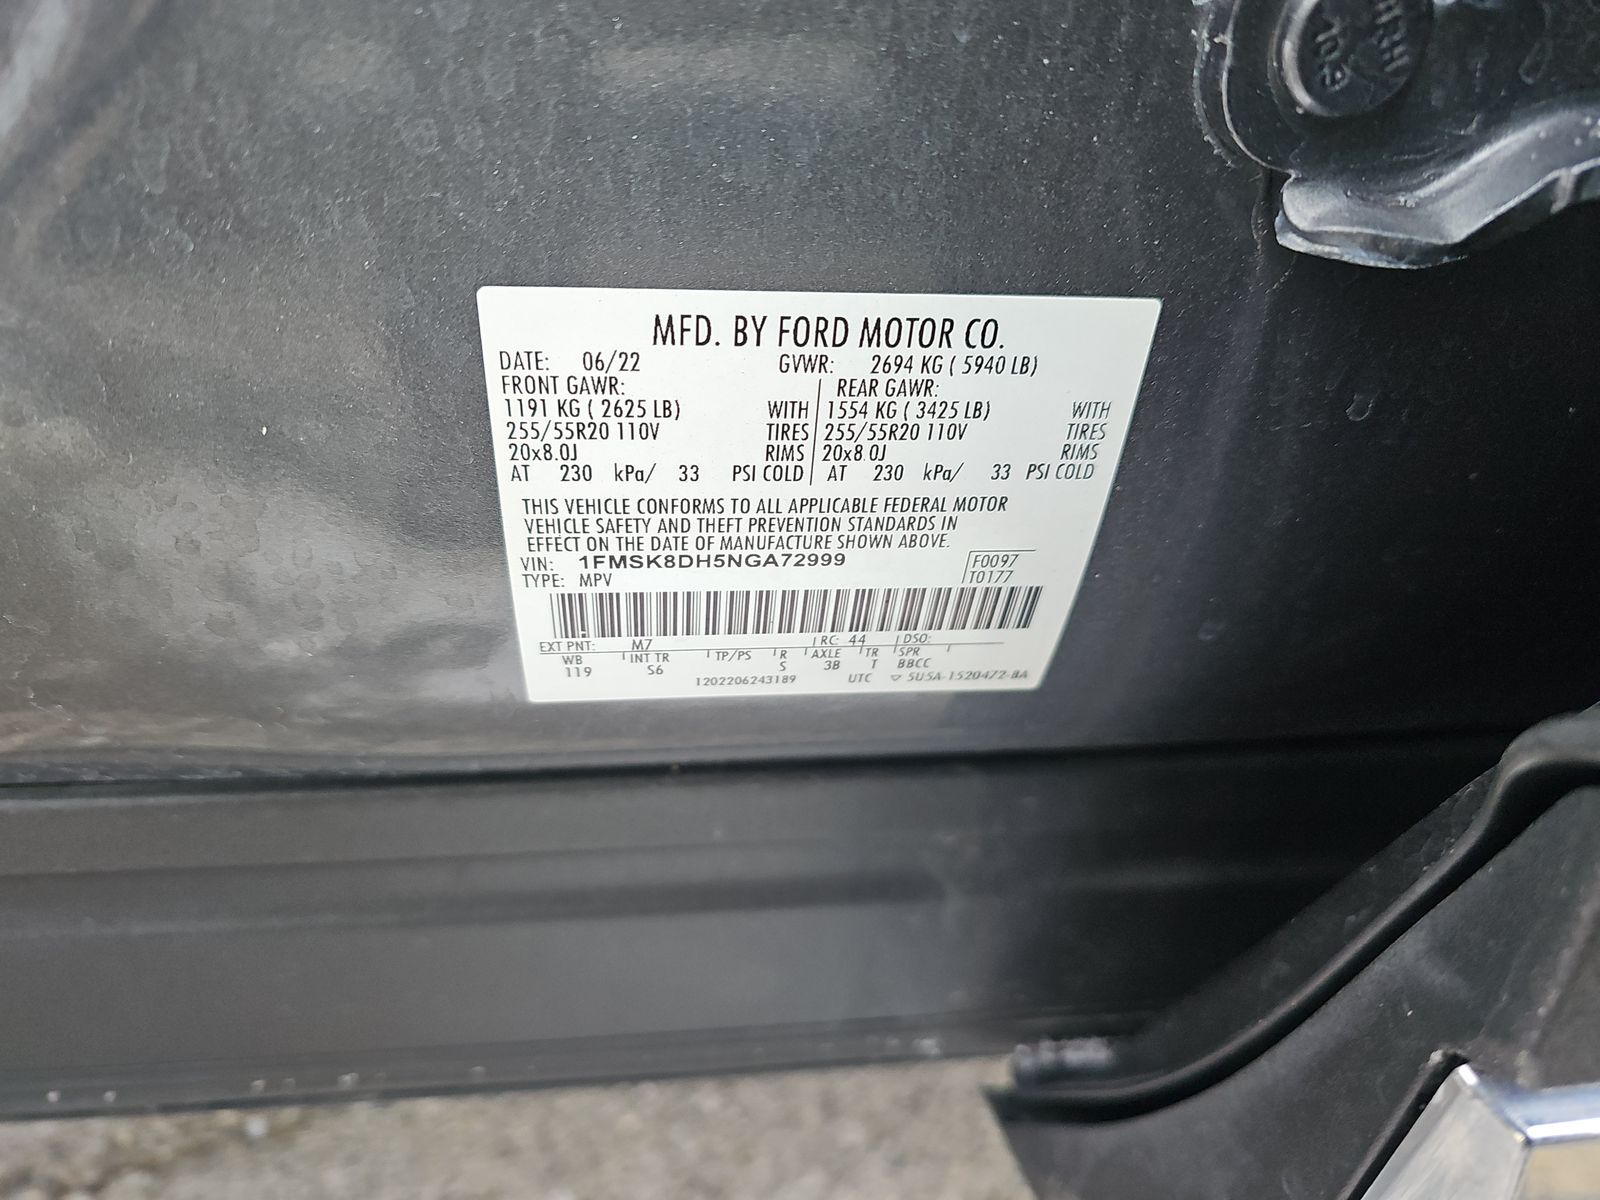 MFD. BY FORD MOTOR CO.
DATE: 06/22 GVWR: 2694 KG ( 5940 LB)
FRONT GAWR: REAR GAWR:
1191 KG ( 2625 LB) WITH 1554 KG ( 3425 LB) WITH
255/55R20 110V TIRES 255/55R20 110V TIRES
20x8.0J RIMS 20x8.0J RIMS
AT 230 kPa/ 33 PSI COLD AT 230 kPa/ 33 PSI COLD
THIS VEHICLE CONFORMS TO ALL APPLICABLE FEDERAL MOTOR
VEHICLE SAFETY AND THEFT PREVENTION STANDARDS IN
EFFECT ON THE DATE OF MANUFACTURE SHOWN ABOVE.
VIN: 1FMSK8DH5NGA72999 F0097
TYPE: MPV T0177
EXT PNT: M7 RC: 44 DSO:
WB INT TR TP/PS R AXLE TR SPR
119 S6 S 3B T BBCC
1202206243189 UTC ▽ 5U5A-1520472-BA